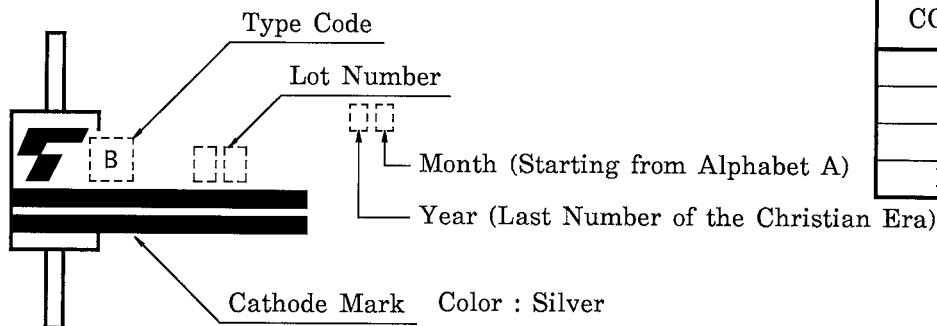 Type Code
CO
Lot Number
B
Month (Starting from Alphabet A)
Year (Last Number of the Christian Era)
Cathode Mark Color : Silver